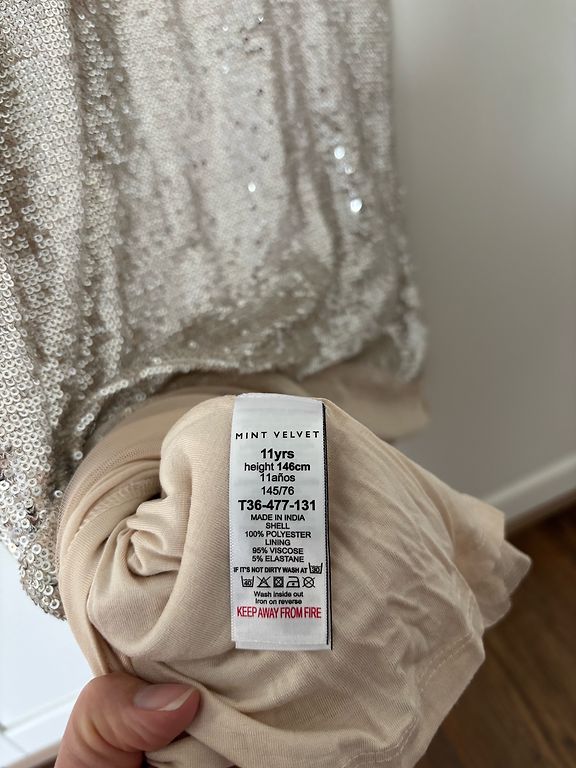 MINT VELVET
11yrs
height 146cm
11años
145/76
T36-477-131
MADE IN INDIA
SHELL
100% POLYESTER
LINING
95% VISCOSE
5% ELASTANE
IF IT'S NOT DIRTY WASH AT 30
40
Wash inside out
Iron on reverse
KEEP AWAY FROM FIRE